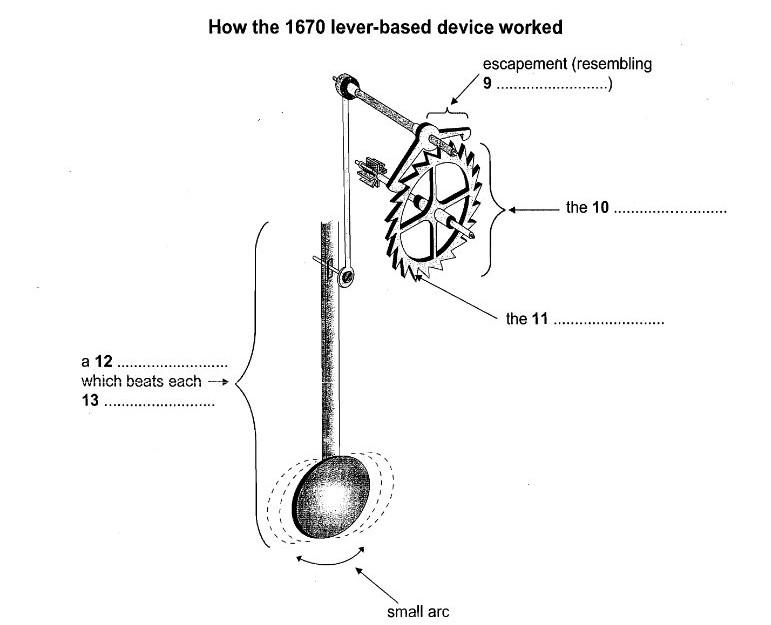 How the 1670 lever-based device worked
escapement (resembling
9 ........................)
the 10 ........................
the 11 ........................
a 12 ........................
which beats each
13 ........................
small arc